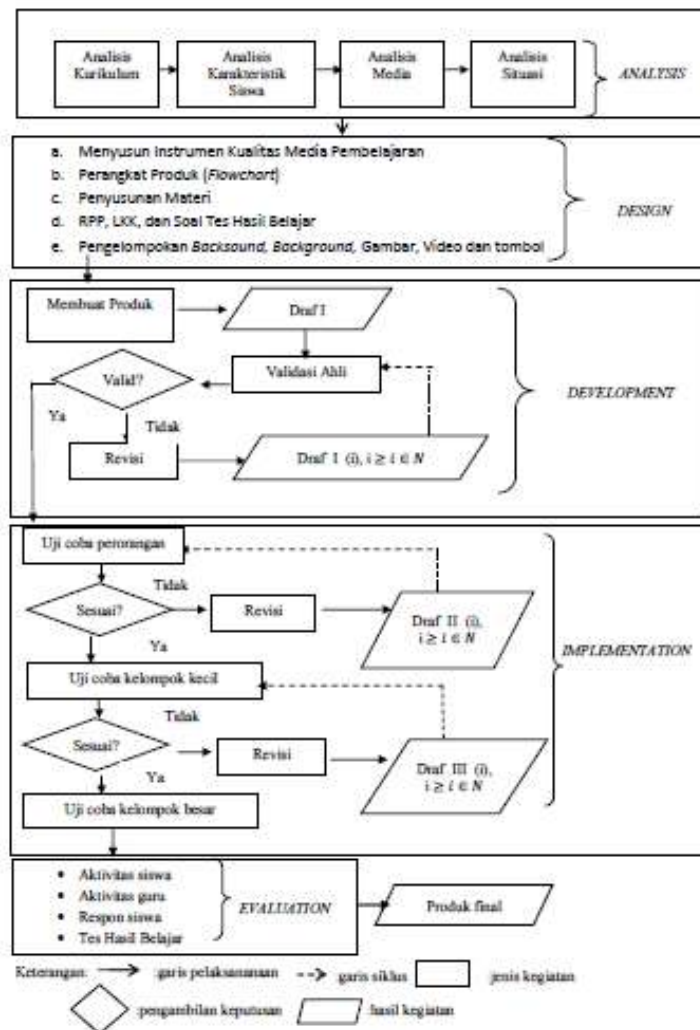 Analisis
Kurikulum
Analisis
Karakteristik
Siswa
Analisis
Media
Analisis
Situasi
ANALYSIS
a. Menyusun Instrumen Kualitas Media Pembelajaran
b. Perangkat Produk (Flowchart)
c. Penyusunan Materi
d. RPP, LKK, dan Soal Tes Hasil Belajar
e. Pengelompokan Backsound, Background, Gambar, Video dan tombol
DESIGN
Membuat Produk
Draf I
Valid?
Validasi Ahli
Ya
Tidak
Revisi
Draf I (i), i ≥ i ∈ N
DEVELOPMENT
Uji coba perorangan
Tidak
Sesuai?
Revisi
Draf II (i),
i ≥ i ∈ N
Ya
IMPLEMENTATION
Uji coba kelompok kecil
Tidak
Sesuai?
Revisi
Draf III (i),
i ≥ i ∈ N
Ya
Uji coba kelompok besar
• Aktivitas siswa
• Aktivitas guru
• Respon siswa
• Tes Hasil Belajar
EVALUATION
Produk final
Keterangan: :garis pelaksananaan : garis siklus : jenis kegiatan
:pengambilan keputusan : hasil kegiatan